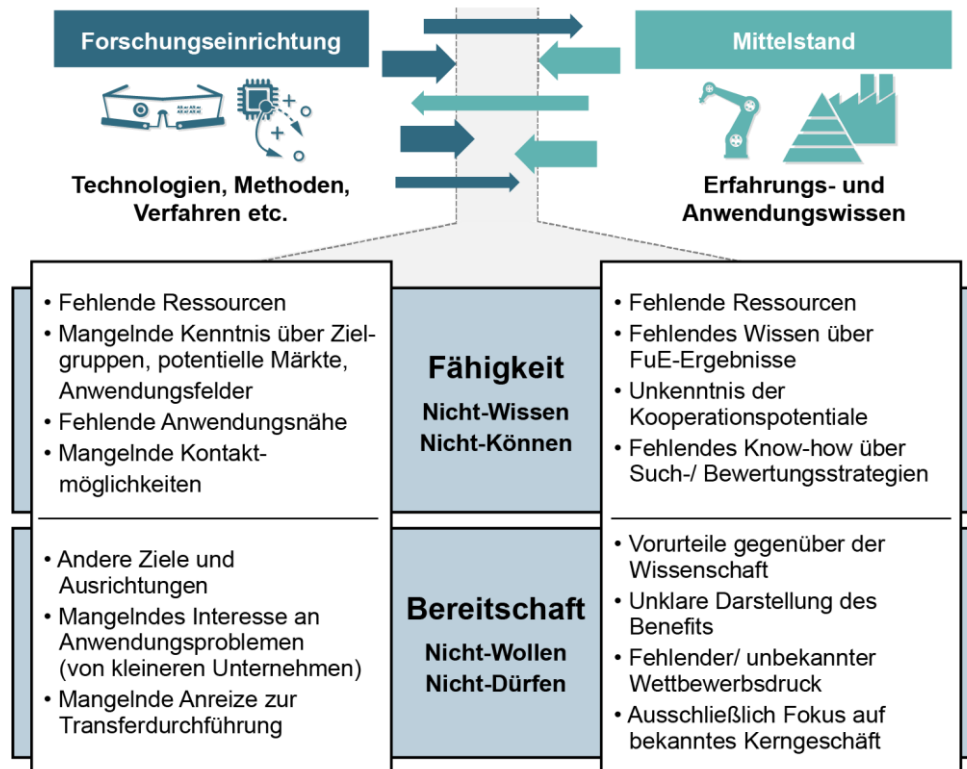 Forschungseinrichtung
Mittelstand
Technologien, Methoden,
Verfahren etc.
Erfahrungs- und
Anwendungswissen
• Fehlende Ressourcen
• Mangelnde Kenntnis über Ziel-
gruppen, potentielle Märkte,
Anwendungsfelder
• Fehlende Anwendungsnähe
• Mangelnde Kontakt-
möglichkeiten
Fähigkeit
Nicht-Wissen
Nicht-Können
• Fehlende Ressourcen
• Fehlendes Wissen über
FuE-Ergebnisse
• Unkenntnis der
Kooperationspotentiale
• Fehlendes Know-how über
Such-/ Bewertungsstrategien
• Andere Ziele und
Ausrichtungen
• Mangelndes Interesse an
Anwendungsproblemen
(von kleineren Unternehmen)
• Mangelnde Anreize zur
Transferdurchführung
Bereitschaft
Nicht-Wollen
Nicht-Dürfen
• Vorurteile gegenüber der
Wissenschaft
• Unklare Darstellung des
Benefits
• Fehlender/ unbekannter
Wettbewerbsdruck
• Ausschließlich Fokus auf
bekanntes Kerngeschäft